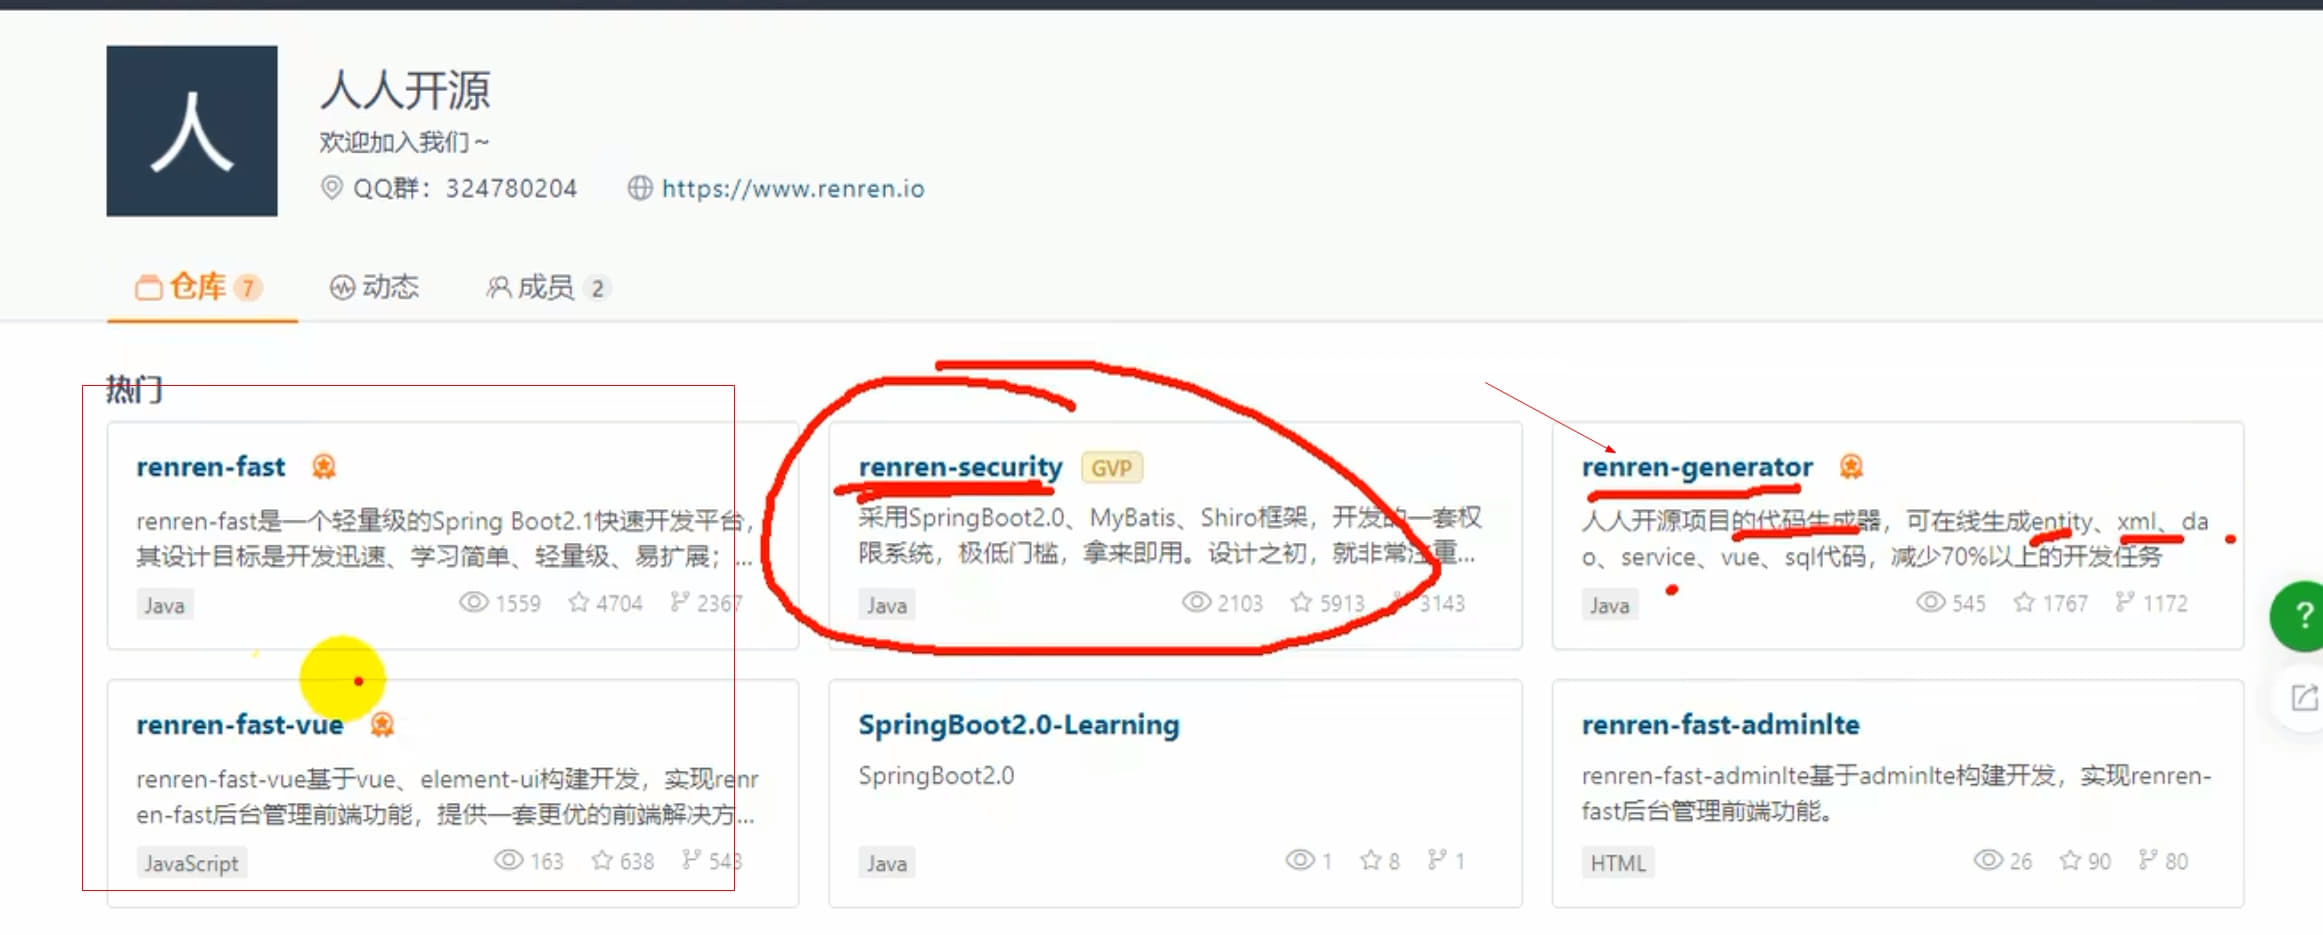 人
人人开源
欢迎加入我们~
QQ群：324780204 https://www.renren.io
仓库 7 动态 成员 2
热门
renren-fast
renren-fast是一个轻量级的Spring Boot2.1快速开发平台，
其设计目标是开发迅速、学习简单、轻量级、易扩展；...
Java 1559 4704 2367
renren-security GVP
采用SpringBoot2.0、MyBatis、Shiro框架，开发的一套权
限系统，极低门槛，拿来即用。设计之初，就非常注重...
Java 2103 5913 3143
renren-generator
人人开源项目的代码生成器，可在线生成entity、xml、da
o、service、vue、sql代码，减少70%以上的开发任务
Java 545 1767 1172
renren-fast-vue
renren-fast-vue基于vue、element-ui构建开发，实现renr
en-fast后台管理前端功能，提供一套更优的前端解决方...
JavaScript 163 638 543
SpringBoot2.0-Learning
SpringBoot2.0
Java 1 8 1
renren-fast-adminlte
renren-fast-adminlte基于adminlte构建开发，实现renren-
fast后台管理前端功能。
HTML 26 90 80
?